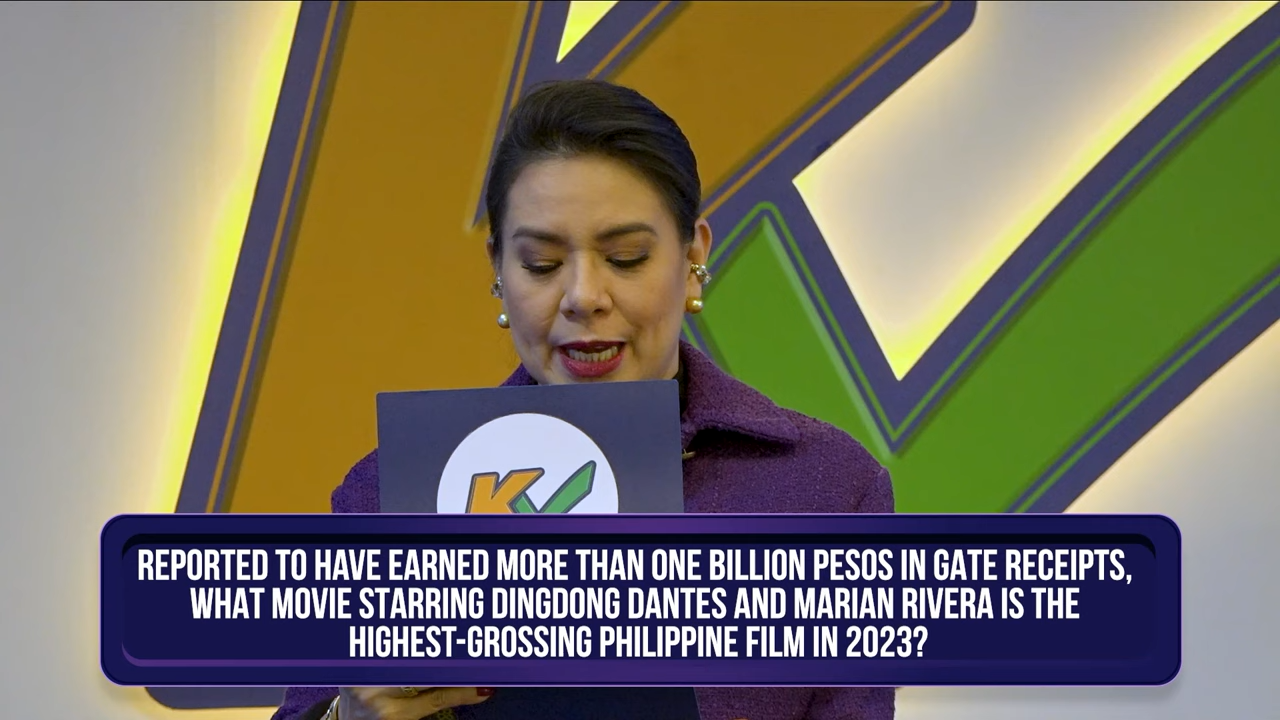 KV
REPORTED TO HAVE EARNED MORE THAN ONE BILLION PESOS IN GATE RECEIPTS,
WHAT MOVIE STARRING DINGDONG DANTES AND MARIAN RIVERA IS THE
HIGHEST-GROSSING PHILIPPINE FILM IN 2023?